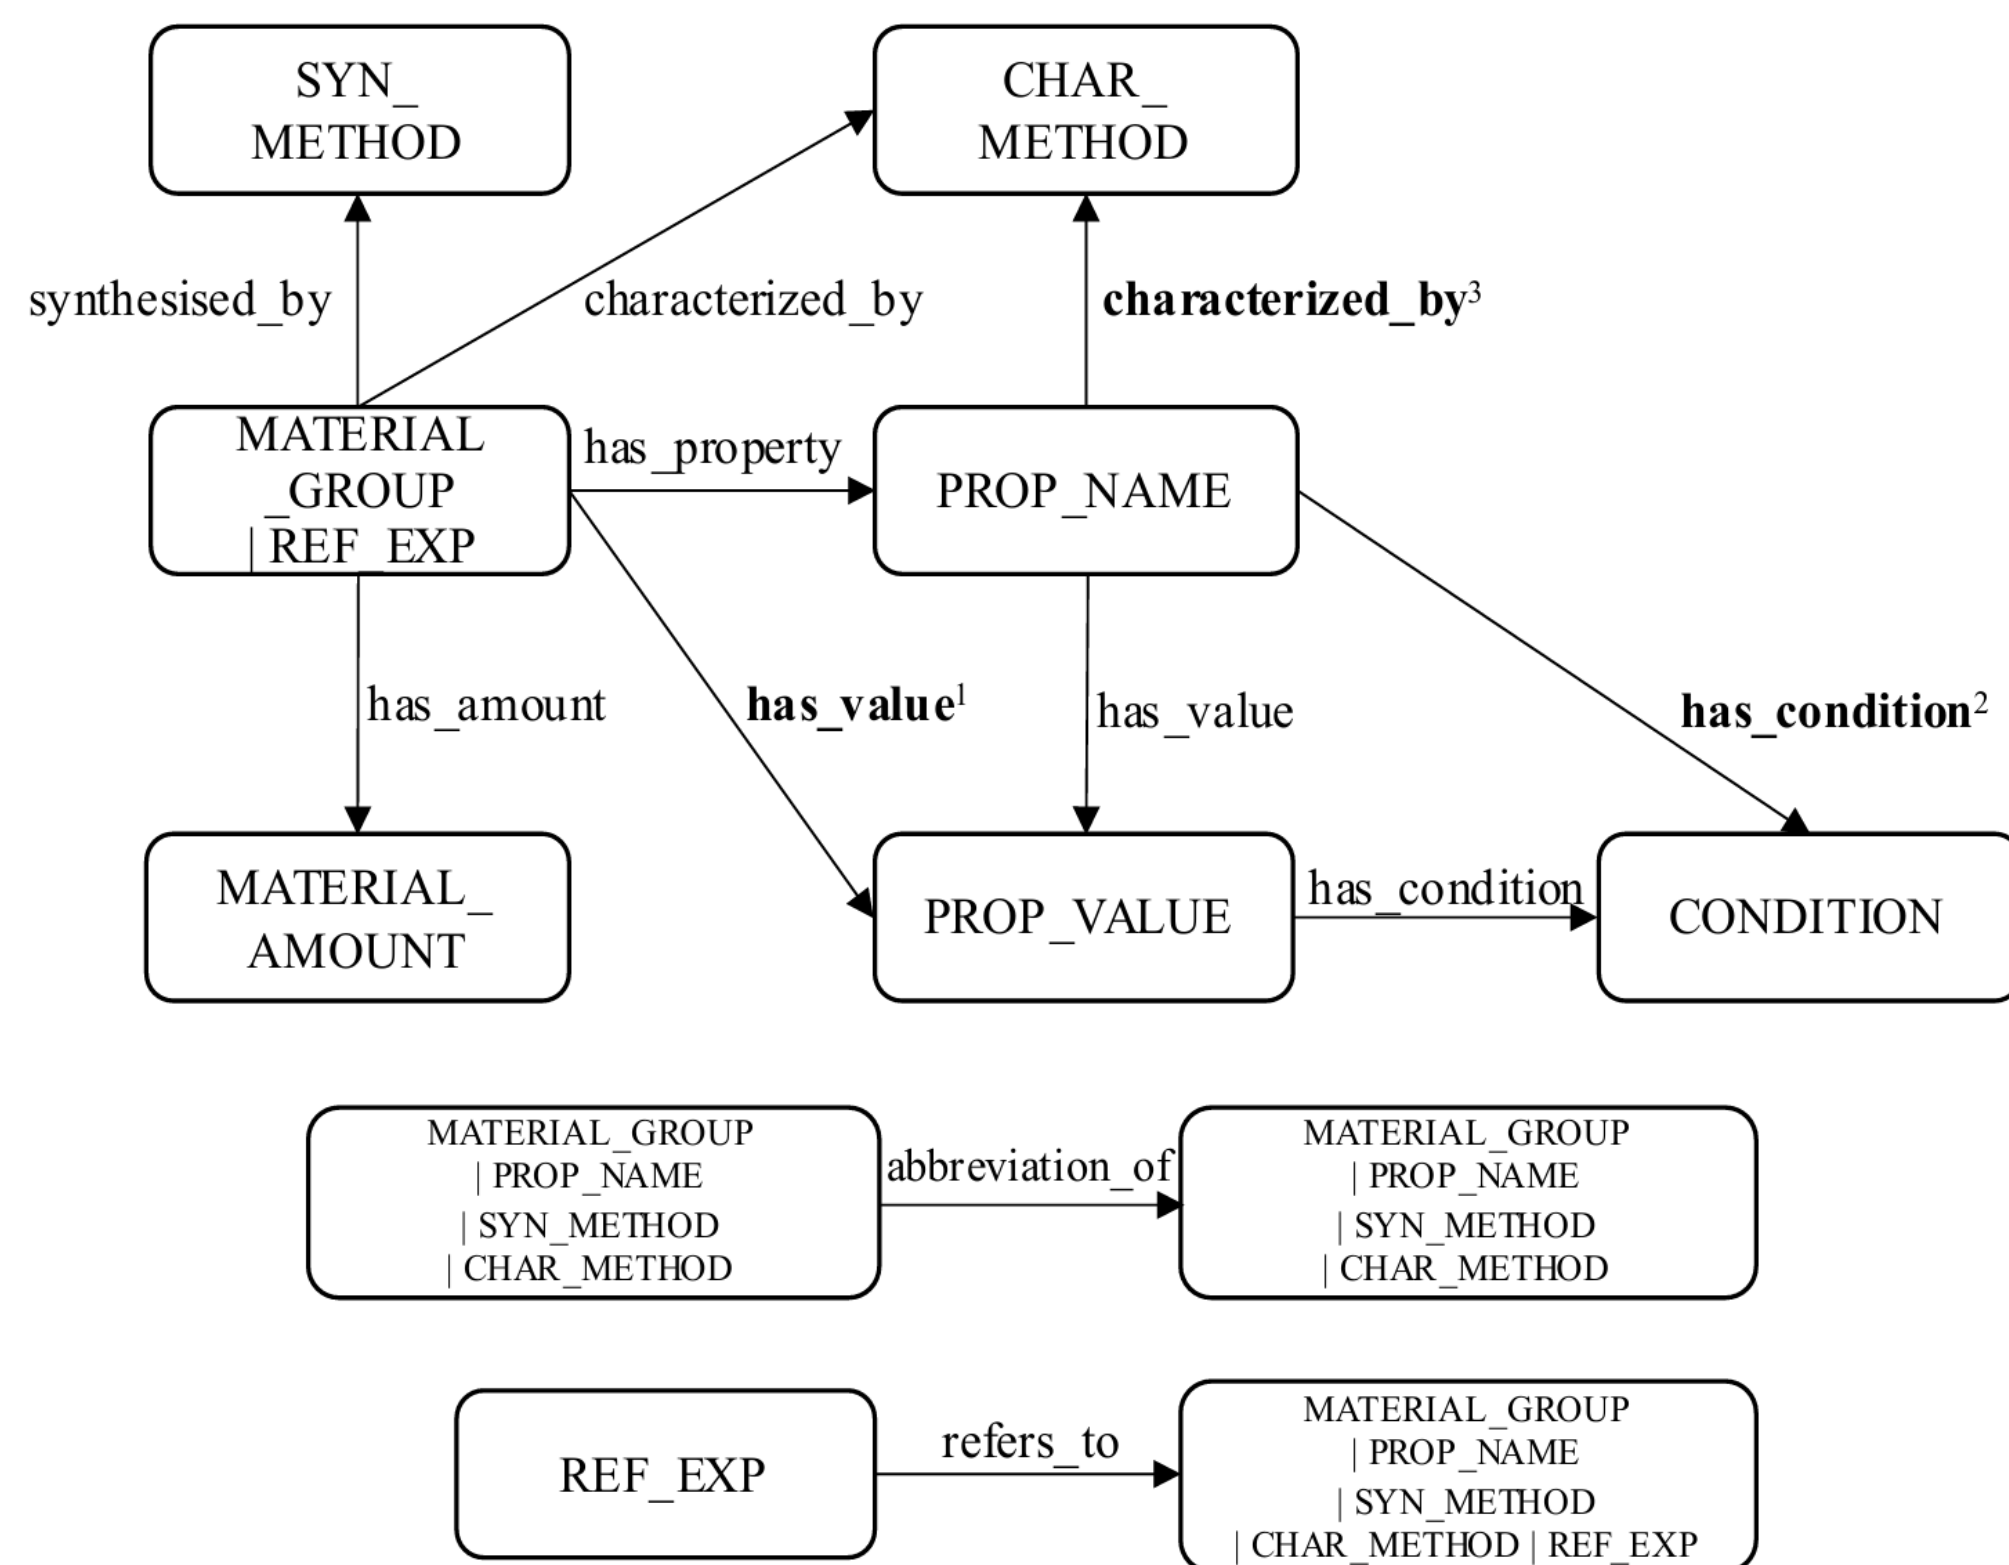 SYN_
METHOD
CHAR_
METHOD
synthesised_by
characterized_by
characterized_by³
MATERIAL
_GROUP
| REF_EXP
has_property
PROP_NAME
has_amount
has_value¹
has_value
has_condition²
MATERIAL_
AMOUNT
PROP_VALUE
has_condition
CONDITION
MATERIAL_GROUP
| PROP_NAME
| SYN_METHOD
| CHAR_METHOD
abbreviation_of
MATERIAL_GROUP
| PROP_NAME
| SYN_METHOD
| CHAR_METHOD
REF_EXP
refers_to
MATERIAL_GROUP
| PROP_NAME
| SYN_METHOD
| CHAR_METHOD | REF_EXP